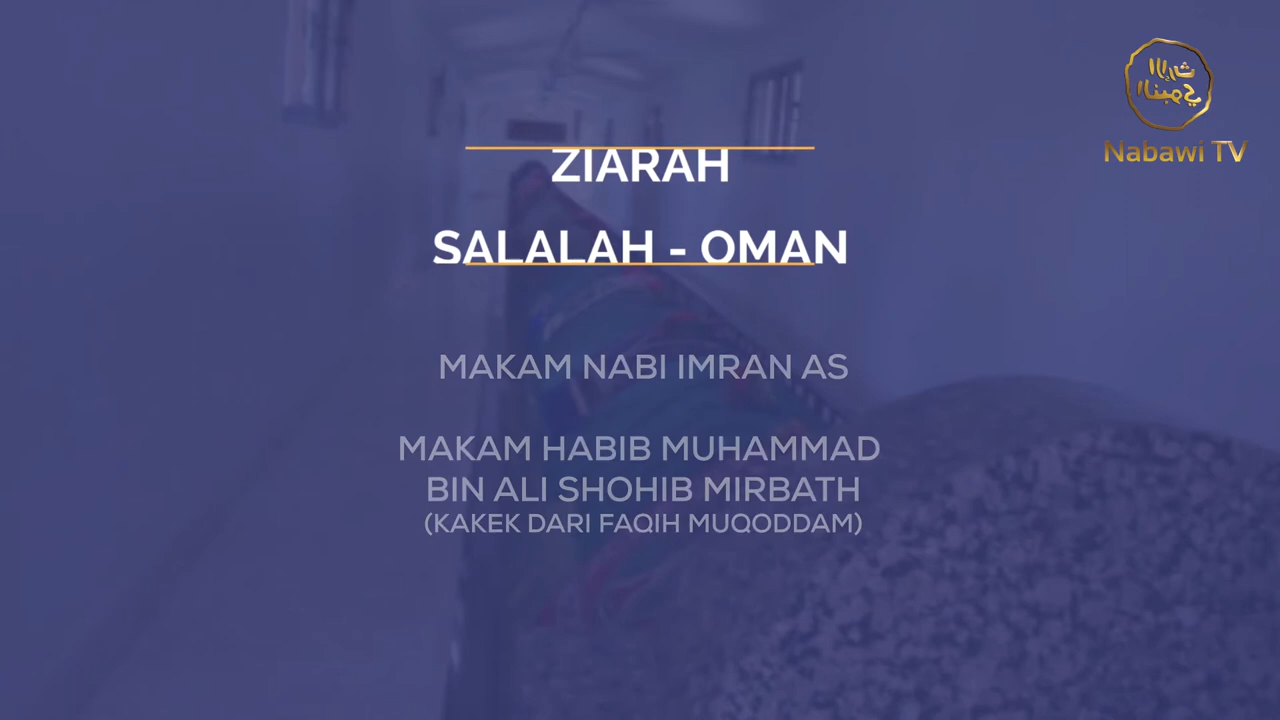 ZIARAH
SALALAH - OMAN
MAKAM NABI IMRAN AS
MAKAM HABIB MUHAMMAD
BIN ALI SHOHIB MIRBATH
(KAKEK DARI FAQIH MUQODDAM)
Nabawi TV